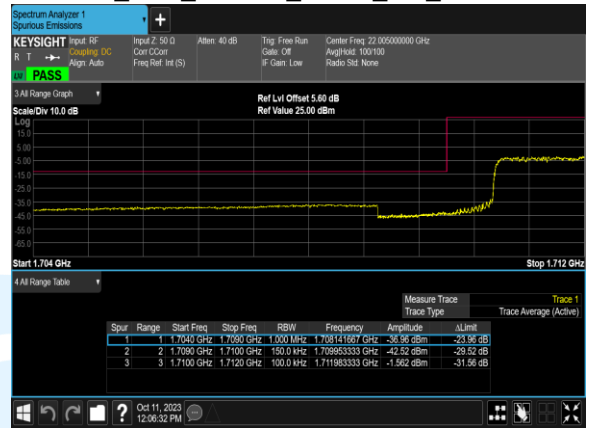 Spectrum Analyzer 1
Spurious Emissions
KEYSIGHT Input: RF Input Z: 50 Ω Atten: 40 dB Trig: Free Run Center Freq: 22.005000000 GHz
R T Coupling: DC Corr CCorr Gate: Off Avg|Hold: 100/100
Align: Auto Freq Ref: Int (S) IF Gain: Low Radio Std: None
PASS
3 All Range Graph
Ref Lvl Offset 5.60 dB
Scale/Div 10.0 dB Ref Value 25.00 dBm
Log
15.0
5.00
-5.00
-15.0
-25.0
-35.0
-45.0
-55.0
-65.0
Start 1.704 GHz Stop 1.712 GHz
4 All Range Table
Measure Trace Trace 1
Trace Type Trace Average (Active)
Spur Range Start Freq Stop Freq RBW Frequency Amplitude ΔLimit
1 1 1.7040 GHz 1.7090 GHz 1.000 MHz 1.708141667 GHz -36.96 dBm -23.96 dB
2 2 1.7090 GHz 1.7100 GHz 150.0 kHz 1.709953333 GHz -42.52 dBm -29.52 dB
3 3 1.7100 GHz 1.7120 GHz 100.0 kHz 1.711983333 GHz -1.562 dBm -31.56 dB
Oct 11, 2023
12:06:32 PM